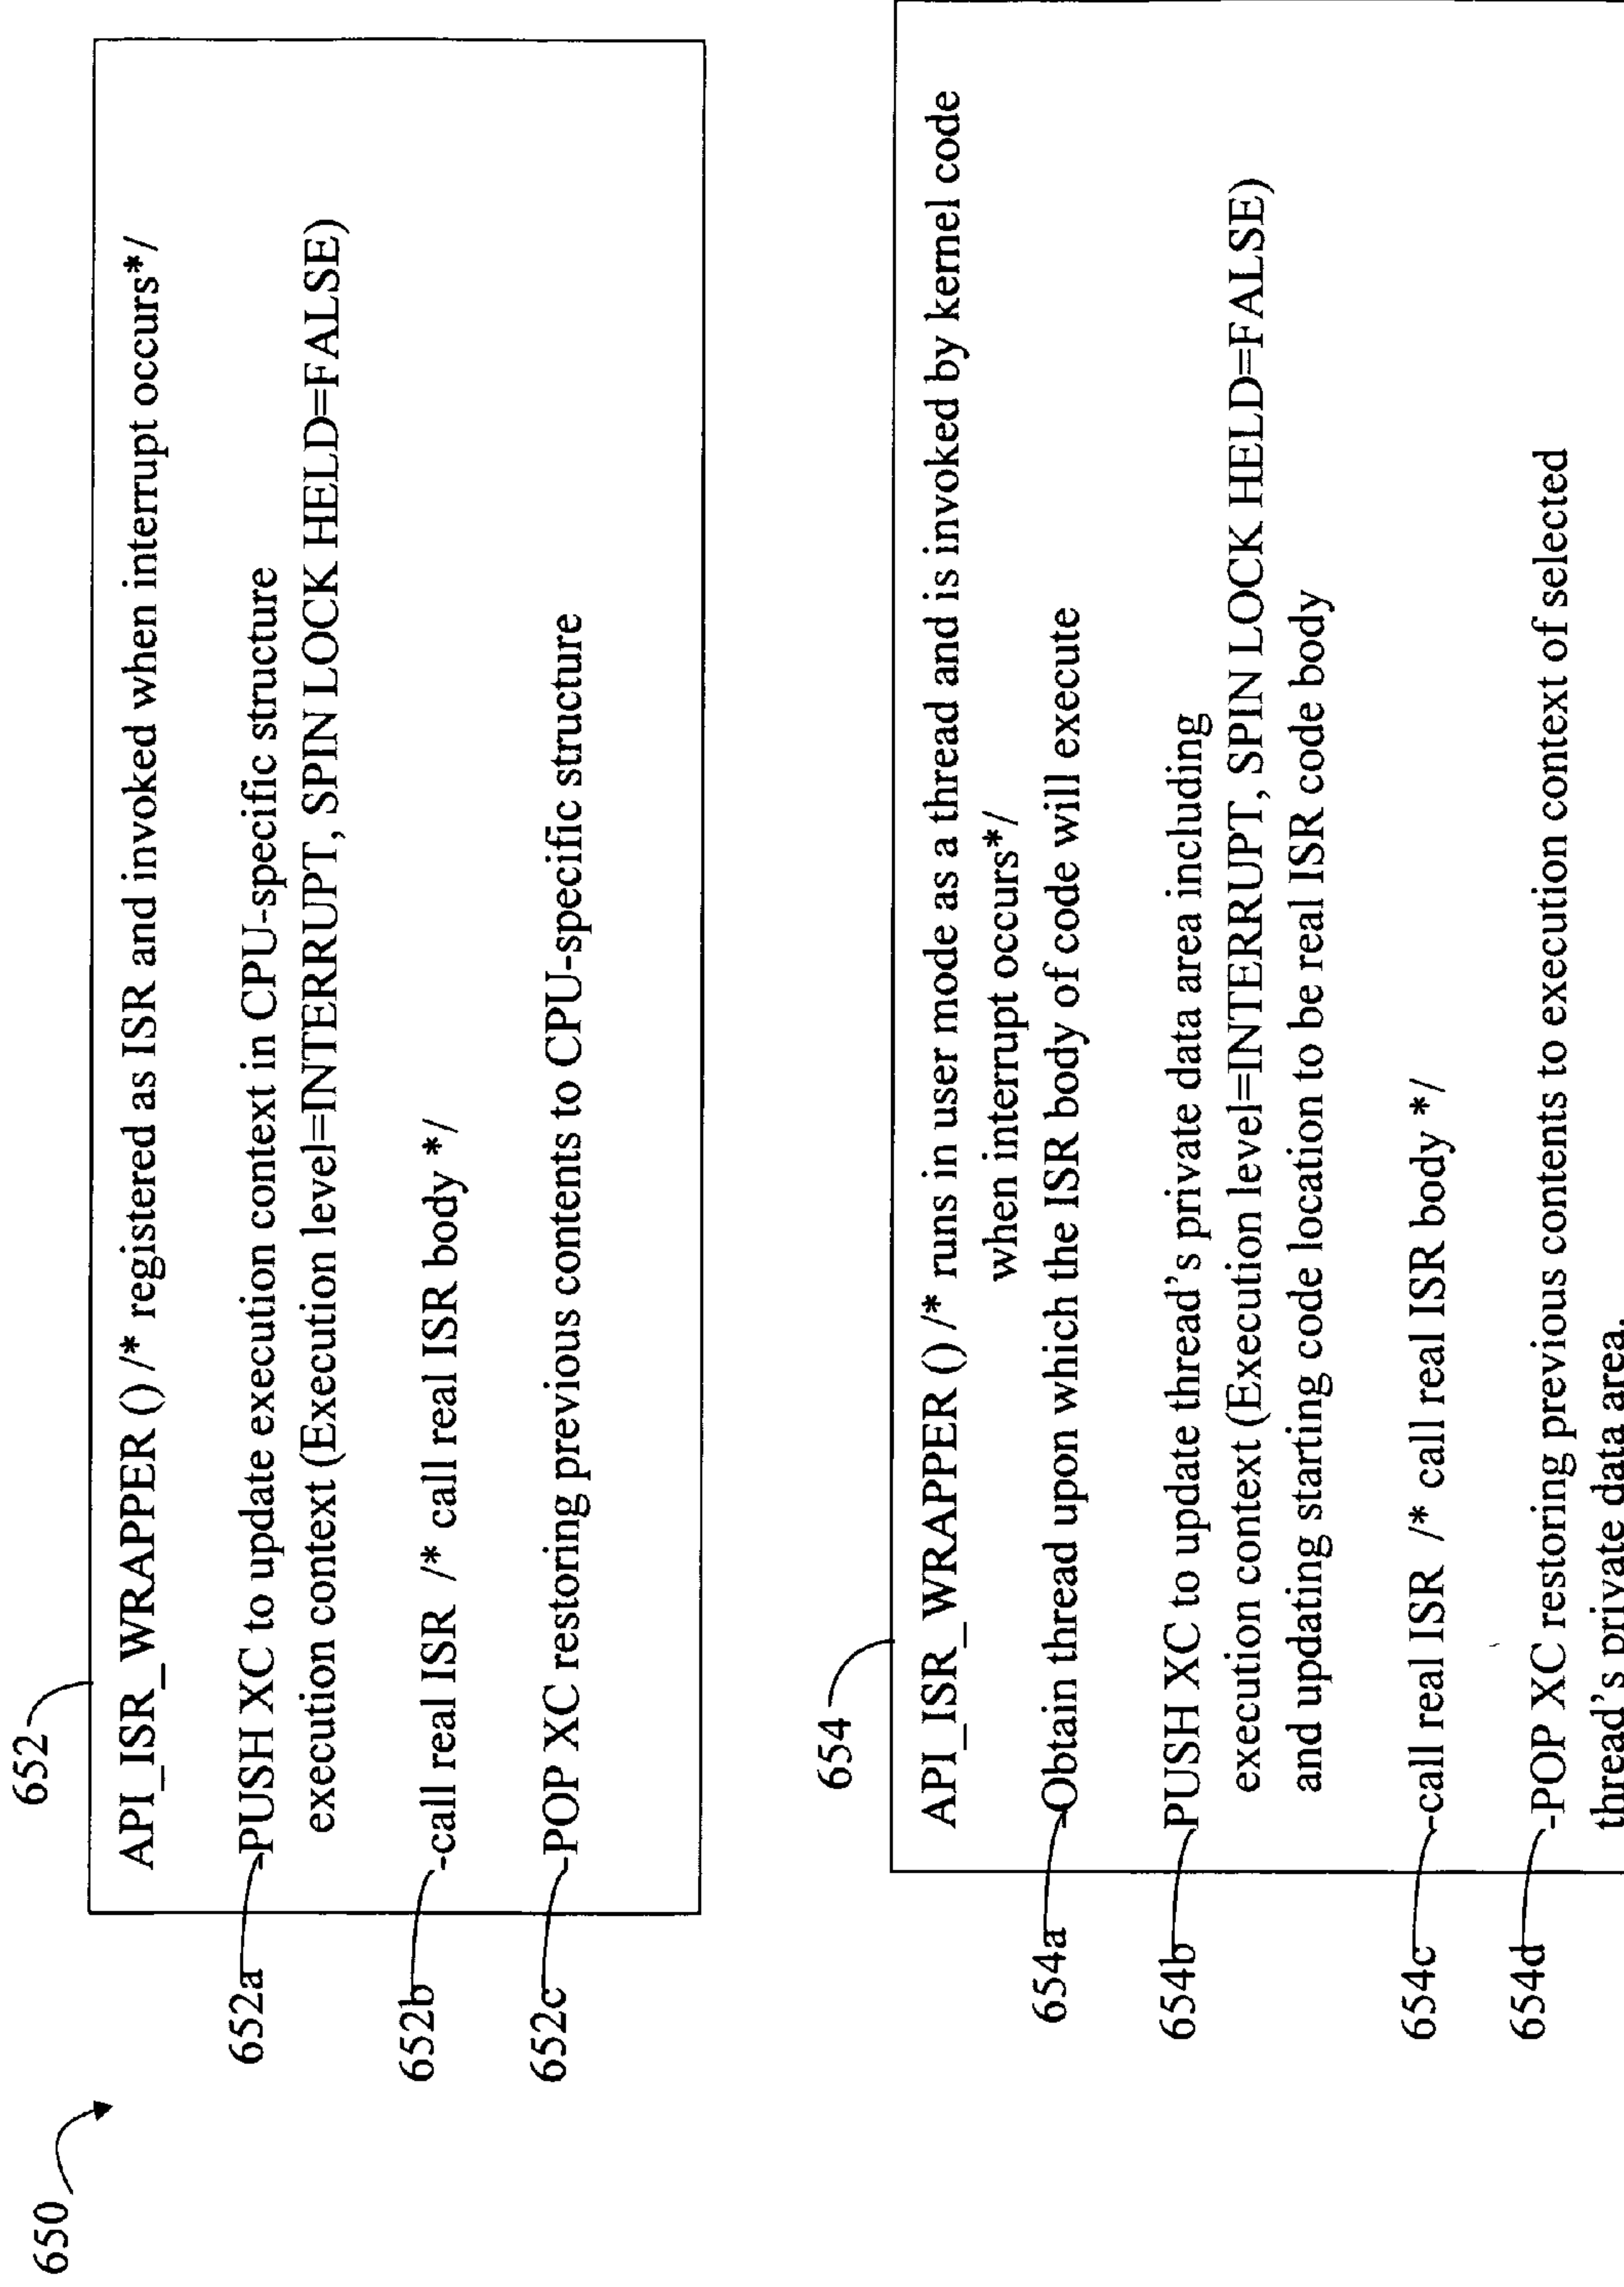 650
652
API_ISR_WRAPPER () /* registered as ISR and invoked when interrupt occurs*/
652a
-PUSH XC to update execution context in CPU-specific structure
execution context (Execution level=INTERRUPT, SPIN LOCK HELD=FALSE)
652b
-call real ISR /* call real ISR body */
652c
-POP XC restoring previous contents to CPU-specific structure
654
API_ISR_WRAPPER () /* runs in user mode as a thread and is invoked by kernel code
when interrupt occurs*/
654a
-Obtain thread upon which the ISR body of code will execute
654b
PUSH XC to update thread's private data area including
execution context (Execution level=INTERRUPT, SPIN LOCK HELD=FALSE)
and updating starting code location to be real ISR code body
654c
-call real ISR /* call real ISR body */
654d
-POP XC restoring previous contents to execution context of selected
thread's private data area.